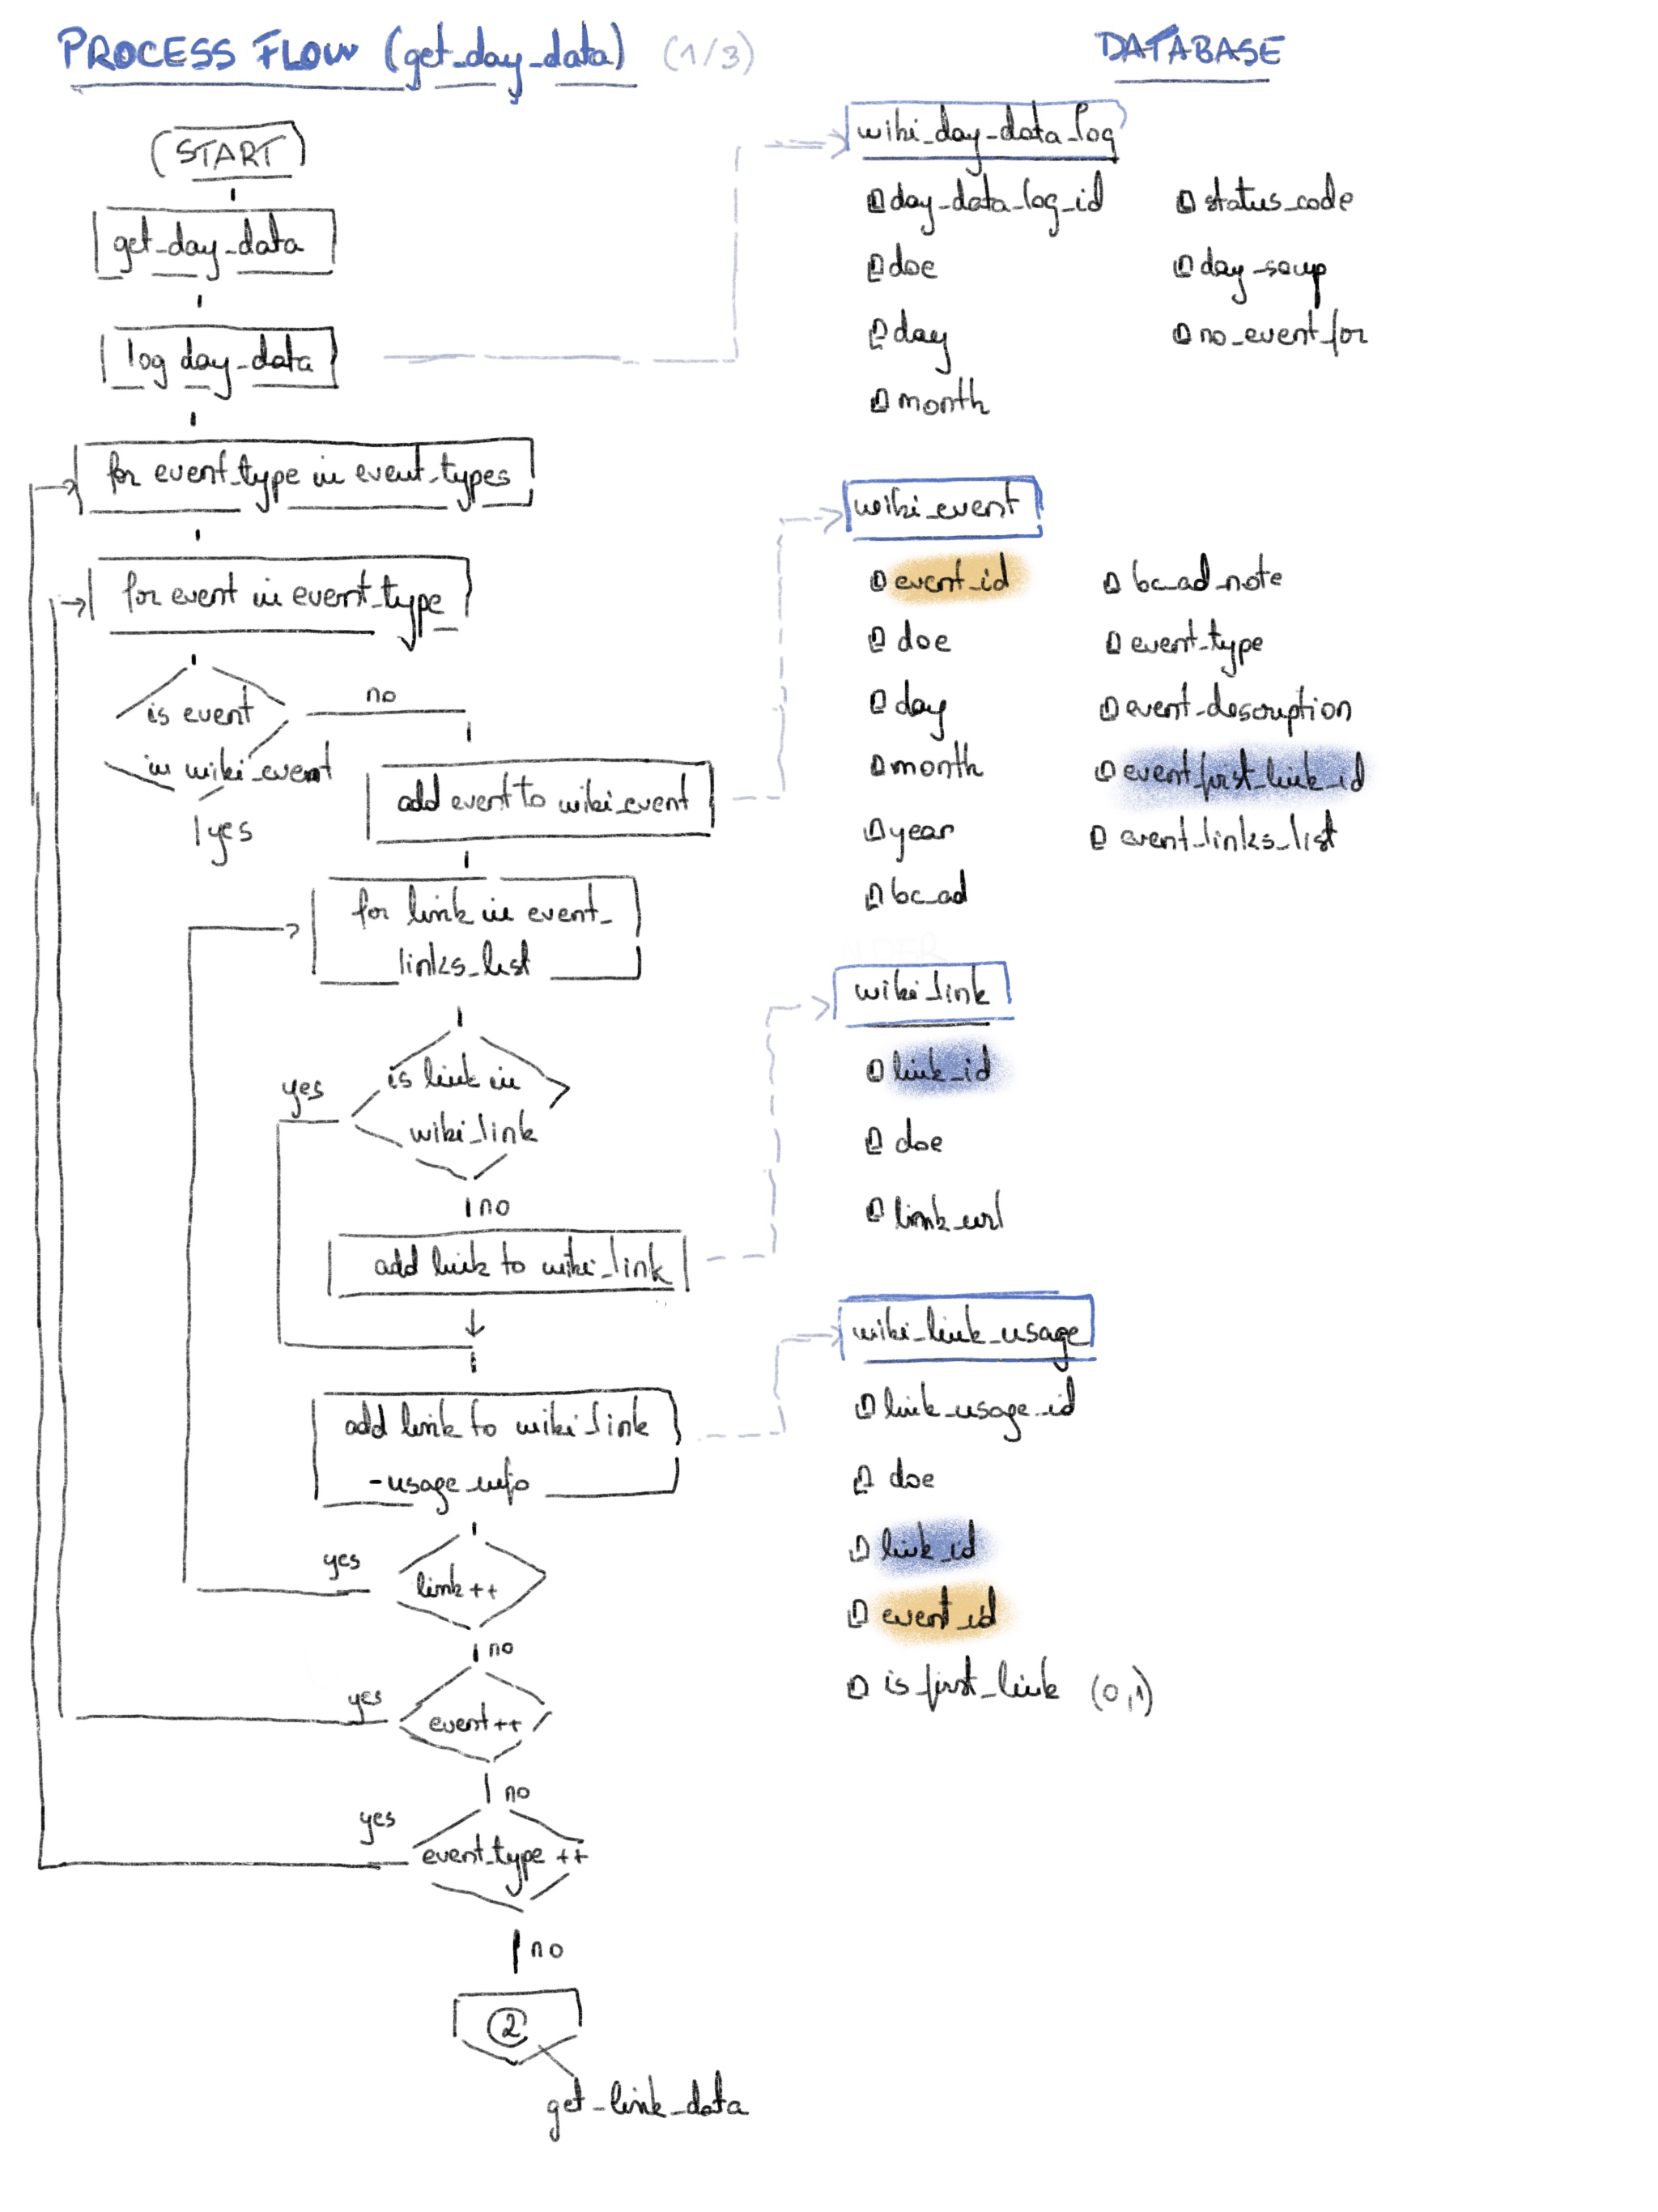 PROCESS FLOW (get_day_data) (1/3)
START
get_day_data
log day_data
for event_type in event_types
for event in event_type
is event
in wiki_event
no
yes
add event to wiki_event
for link in event_
links_list
is link in
wiki_link
yes
no
add link to wiki_link
add link to wiki_link
-usage_info
link++
yes
no
event++
yes
no
event_type ++
yes
no
2
get_link_data
DATABASE
wiki_day_data_log
day_data_log_id
doe
day
month
status_code
day_soup
no_event_for
wiki_event
event_id
doe
day
month
year
bc_ad
bc_ad_note
event_type
event_description
event_first_link_id
event_links_list
wiki_link
link_id
doe
link_url
wiki_link_usage
link_usage_id
doe
link_id
event_id
is_first_link (0,1)